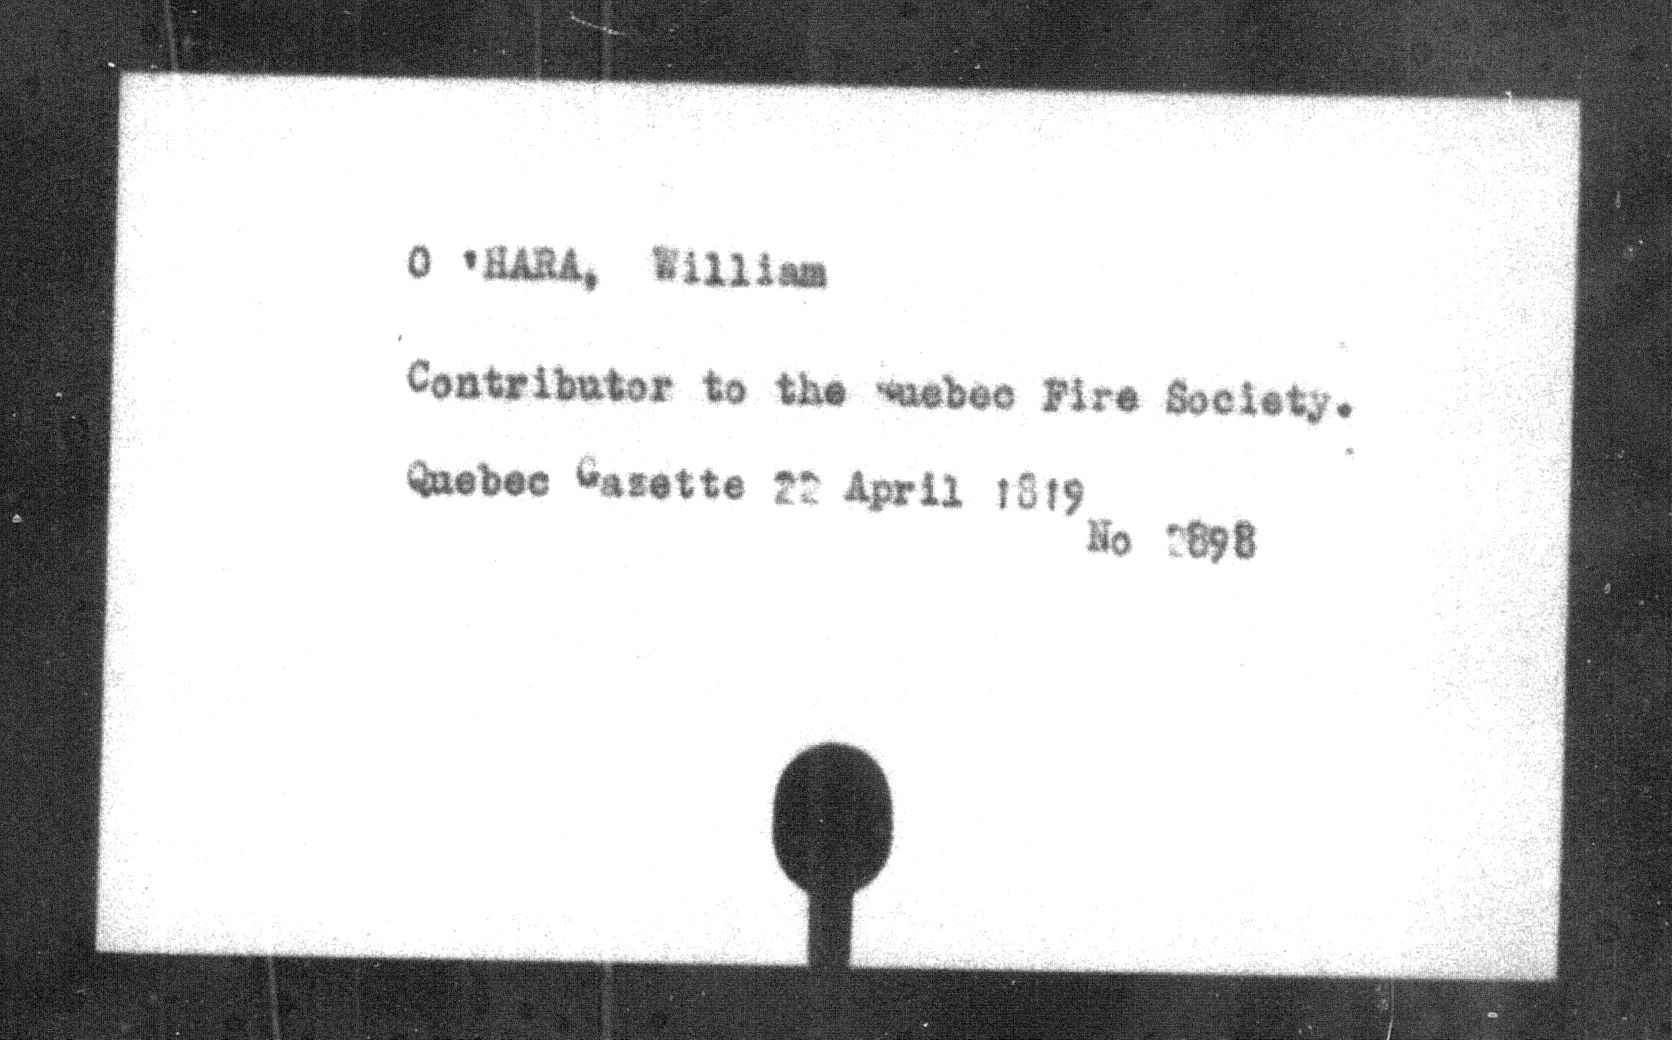 O 'HARA, William
Contributor to the Quebec Fire Society.
Quebec Gazette 22 April 1819
No 2898